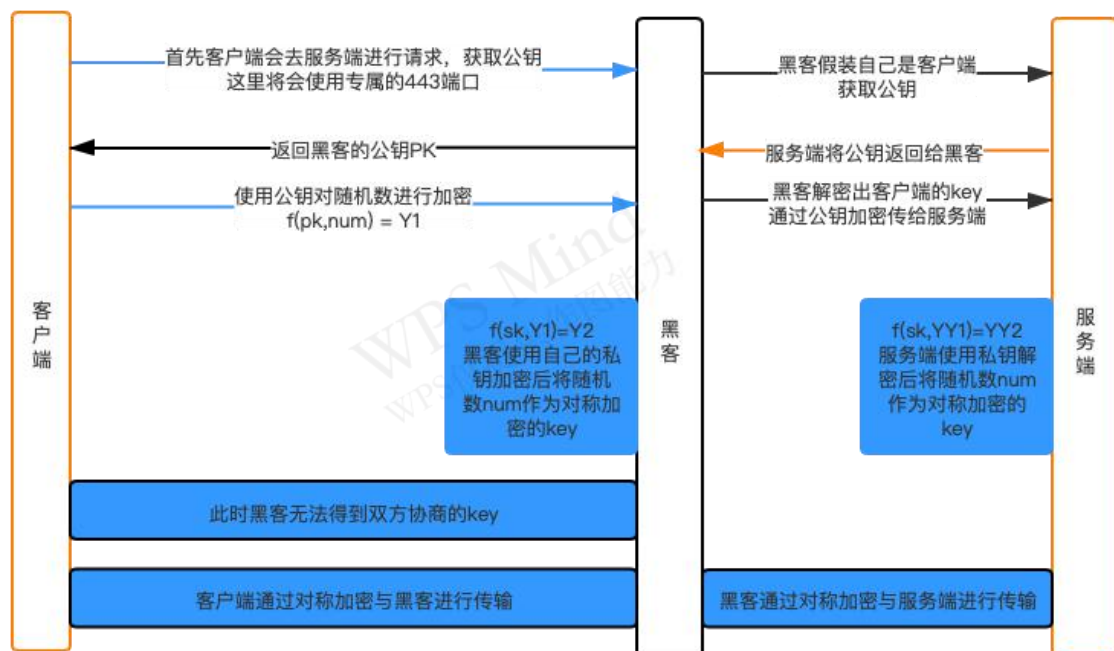 首先客户端会去服务端进行请求，获取公钥
这里将会使用专属的443端口
黑客假装自己是客户端
获取公钥
返回黑客的公钥PK
服务端将公钥返回给黑客
使用公钥对随机数进行加密
f(pk,num) = Y1
黑客解密出客户端的key
通过公钥加密传给服务端
客户端
f(sk,Y1)=Y2
黑客使用自己的私
钥加密后将随机
数num作为对称加
密的key
黑客
f(sk,YY1)=YY2
服务端使用私钥解
密后将随机数num
作为对称加密的
key
服务端
此时黑客无法得到双方协商的key
客户端通过对称加密与黑客进行传输
黑客通过对称加密与服务端进行传输
WPS Mind